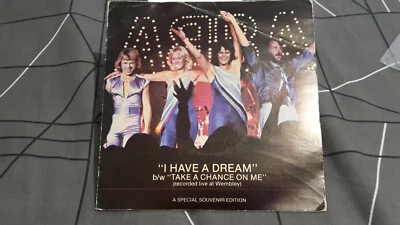 ABBA
"I HAVE A DREAM"
b/w "TAKE A CHANCE ON ME"
(recorded live at Wembley)
A SPECIAL SOUVENIR EDITION